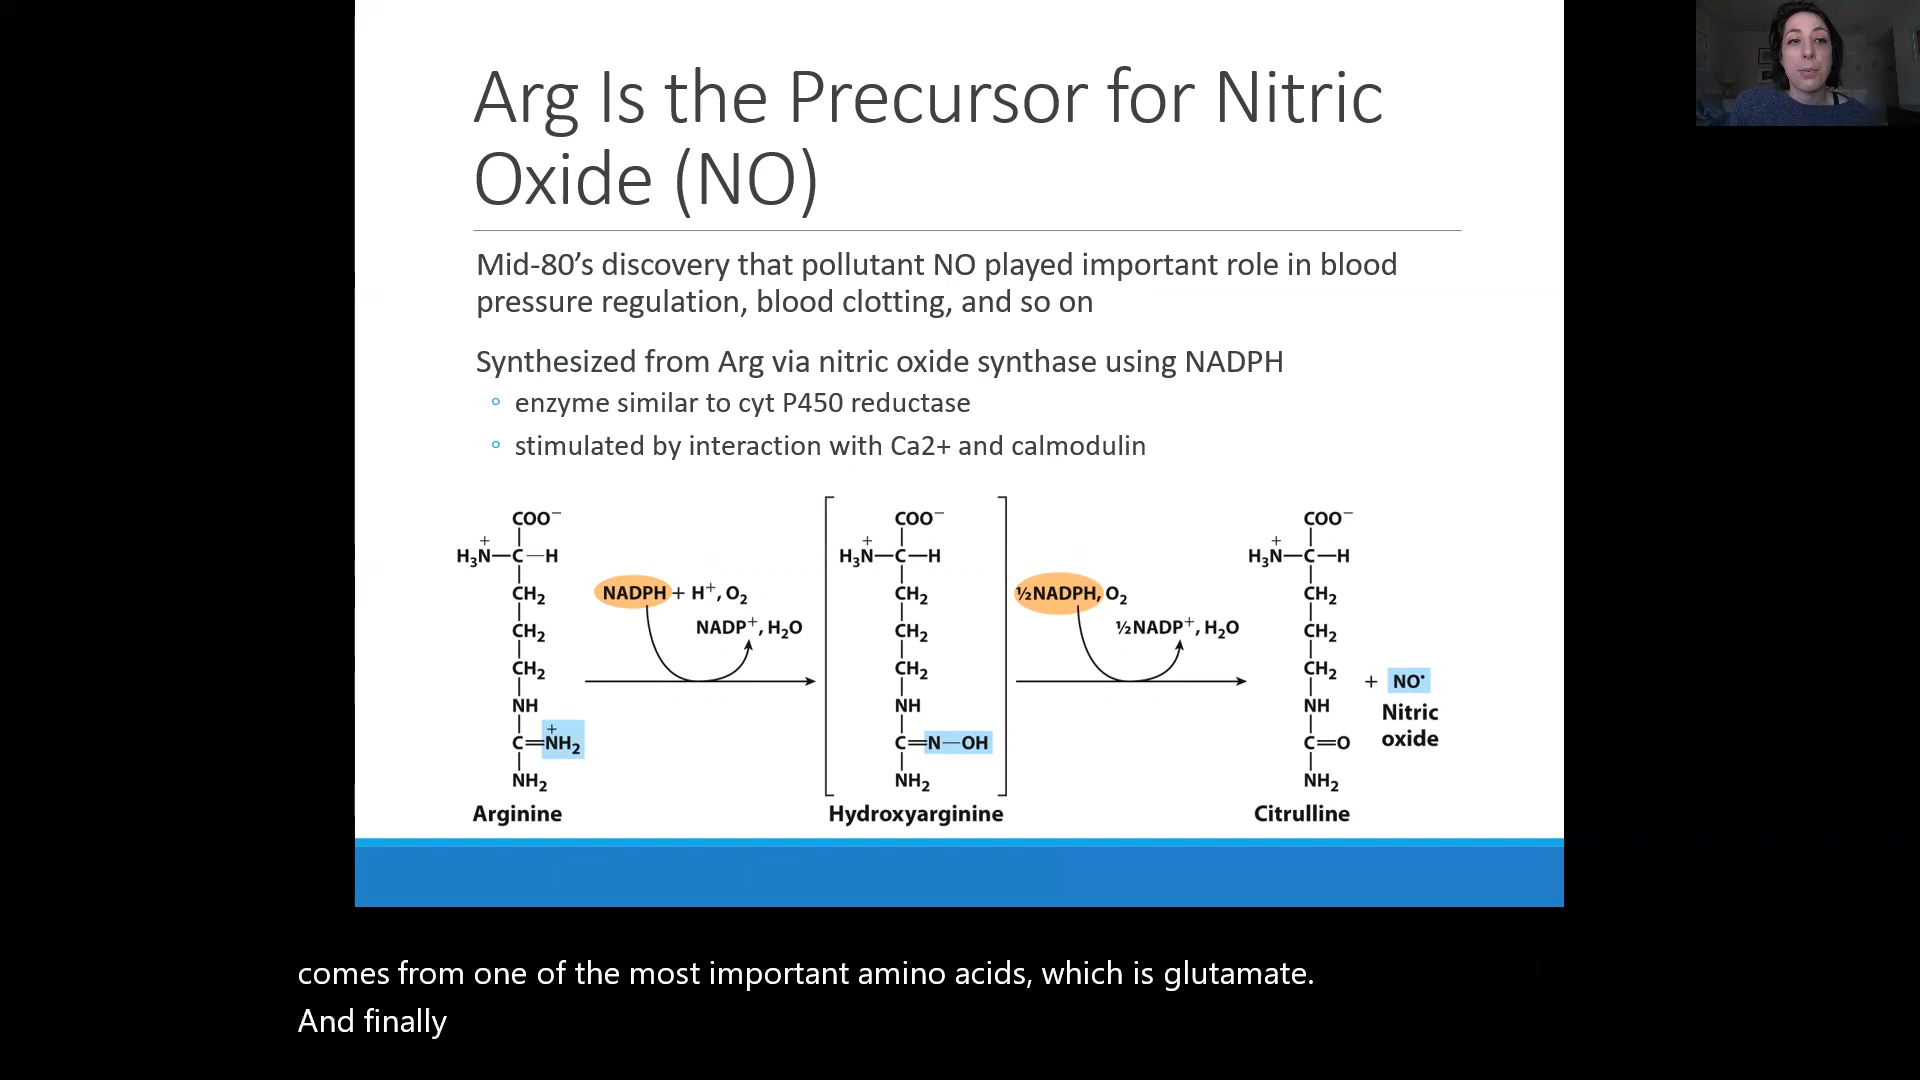 Arg Is the Precursor for Nitric
Oxide (NO)
Mid-80’s discovery that pollutant NO played important role in blood
pressure regulation, blood clotting, and so on
Synthesized from Arg via nitric oxide synthase using NADPH
◦ enzyme similar to cyt P450 reductase
◦ stimulated by interaction with Ca2+ and calmodulin
COO⁻
H₃N⁺—C—H
CH₂
CH₂
CH₂
NH
C=NH₂⁺
NH₂
Arginine
NADPH + H⁺, O₂
NADP⁺, H₂O
COO⁻
H₃N⁺—C—H
CH₂
CH₂
CH₂
NH
C=N—OH
NH₂
Hydroxyarginine
½NADPH, O₂
½NADP⁺, H₂O
COO⁻
H₃N⁺—C—H
CH₂
CH₂
CH₂
NH
C=O
NH₂
Citrulline
+ NO•
Nitric
oxide
comes from one of the most important amino acids, which is glutamate.
And finally